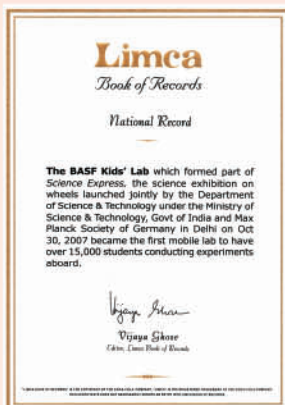 Limca
Book of Records
National Record
The BASF Kids' Lab which formed part of
Science Express, the science exhibition on
wheels launched jointly by the Department
of Science & Technology under the Ministry of
Science & Technology, Govt of India and Max
Planck Society of Germany in Delhi on Oct
30, 2007 became the first mobile lab to have
over 15,000 students conducting experiments
aboard.
Vijaya Ghose
Vijaya Ghose
Editor, Limca Book of Records